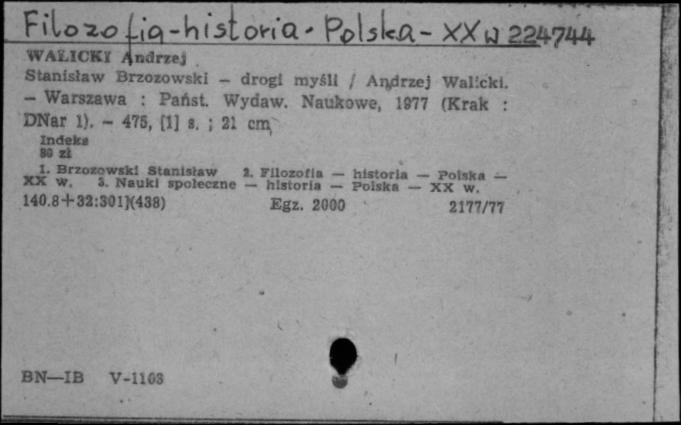 Filozofia-historia-Polska-XX w 224744
WALICKI Andrzej
Stanisław Brzozowski — drogi myśli / Andrzej Walicki.
— Warszawa : Państ. Wydaw. Naukowe, 1977 (Krak :
DNar 1). — 475, [1] s. ; 21 cm
Indeks
80 zł
1. Brzozowski Stanisław 2. Filozofia — historia — Polska —
XX w. 3. Nauki społeczne — historia — Polska — XX w.
140.8+32:301](438) Egz. 2000 2177/77
BN—IB V-1103